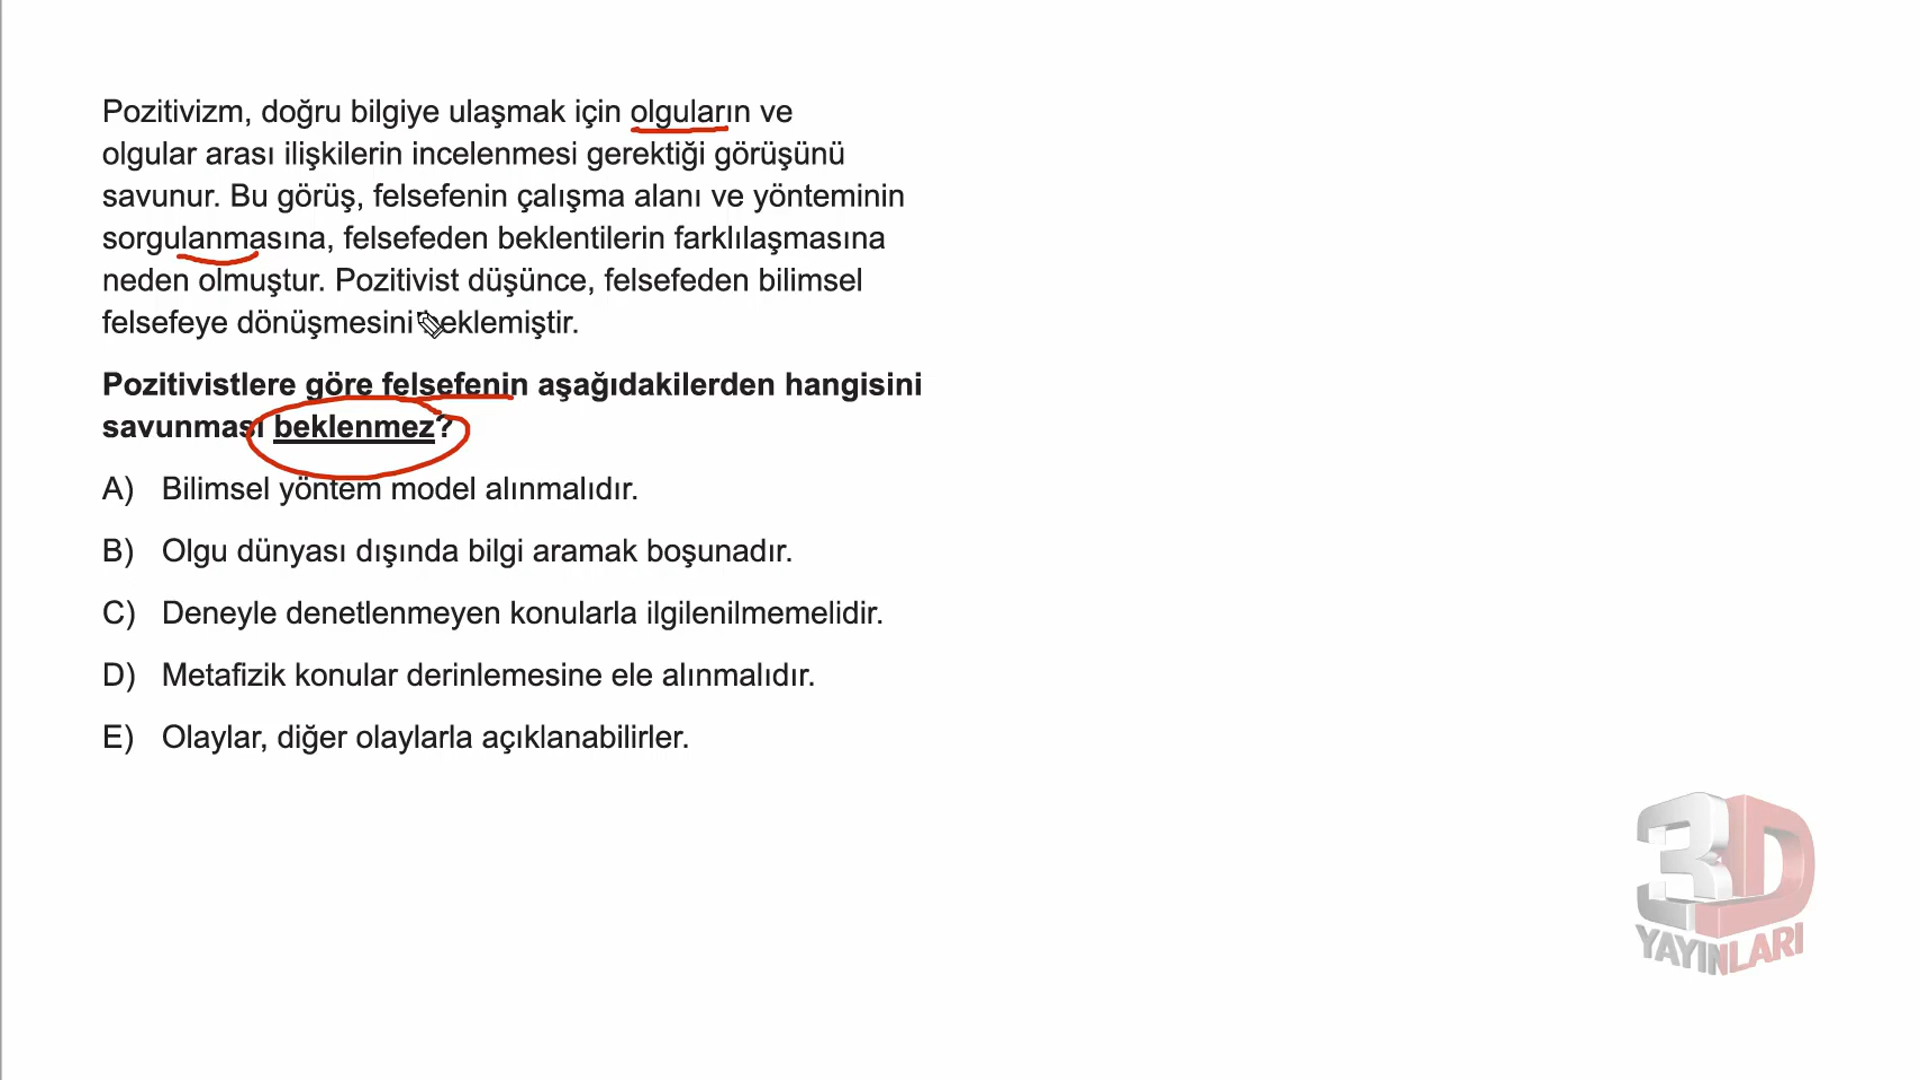 Pozitivizm, doğru bilgiye ulaşmak için olguların ve
olgular arası ilişkilerin incelenmesi gerektiği görüşünü
savunur. Bu görüş, felsefenin çalışma alanı ve yönteminin
sorgulanmasına, felsefeden beklentilerin farklılaşmasına
neden olmuştur. Pozitivist düşünce, felsefeden bilimsel
felsefeye dönüşmesini beklemiştir.
Pozitivistlere göre felsefenin aşağıdakilerden hangisini
savunması beklenmez?
A) Bilimsel yöntem model alınmalıdır.
B) Olgu dünyası dışında bilgi aramak boşunadır.
C) Deneyle denetlenmeyen konularla ilgilenilmemelidir.
D) Metafizik konular derinlemesine ele alınmalıdır.
E) Olaylar, diğer olaylarla açıklanabilirler.
3D
YAYINLARI